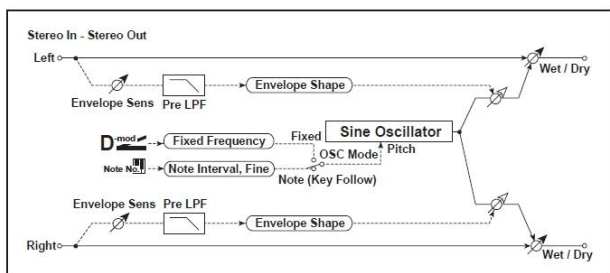 Stereo In - Stereo Out
Left
Wet / Dry
Envelope Sens
Pre LPF
Envelope Shape
D-mod
Fixed Frequency
Fixed
Sine Oscillator
OSC Mode
Pitch
Note No.
Note Interval, Fine
Note (Key Follow)
Envelope Sens
Pre LPF
Envelope Shape
Right
Wet / Dry